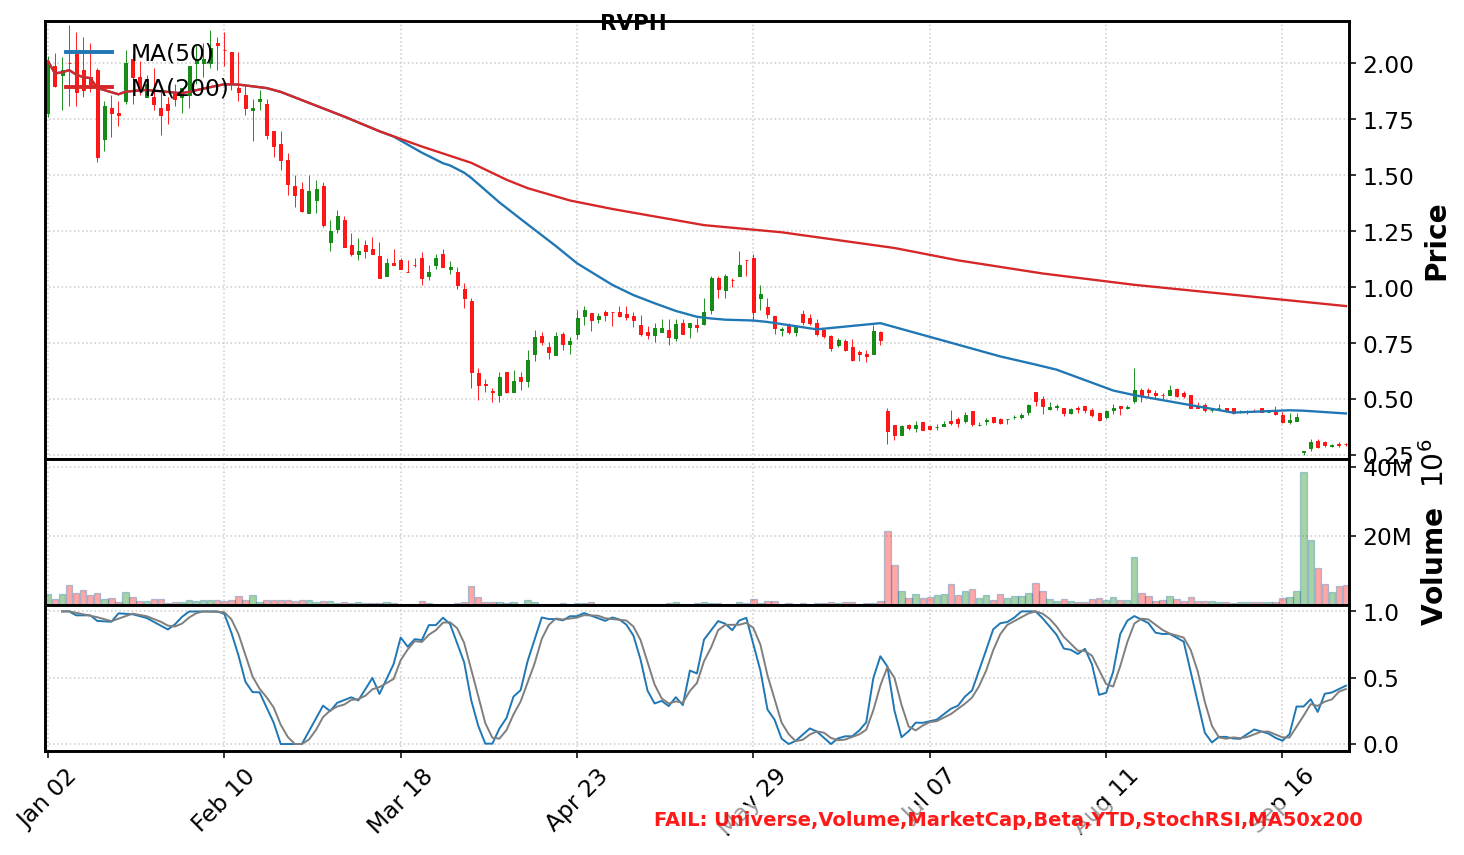 RVPH
MA(50)
MA(200)
2.00
1.75
1.50
1.25
1.00
0.75
0.50
0.25
Price
40M
20M
Volume 10^6
1.0
0.5
0.0
Jan 02
Feb 10
Mar 18
Apr 23
May 29
Jul 07
Aug 11
Sep 16
FAIL: Universe,Volume,MarketCap,Beta,YTD,StochRSI,MA50x200